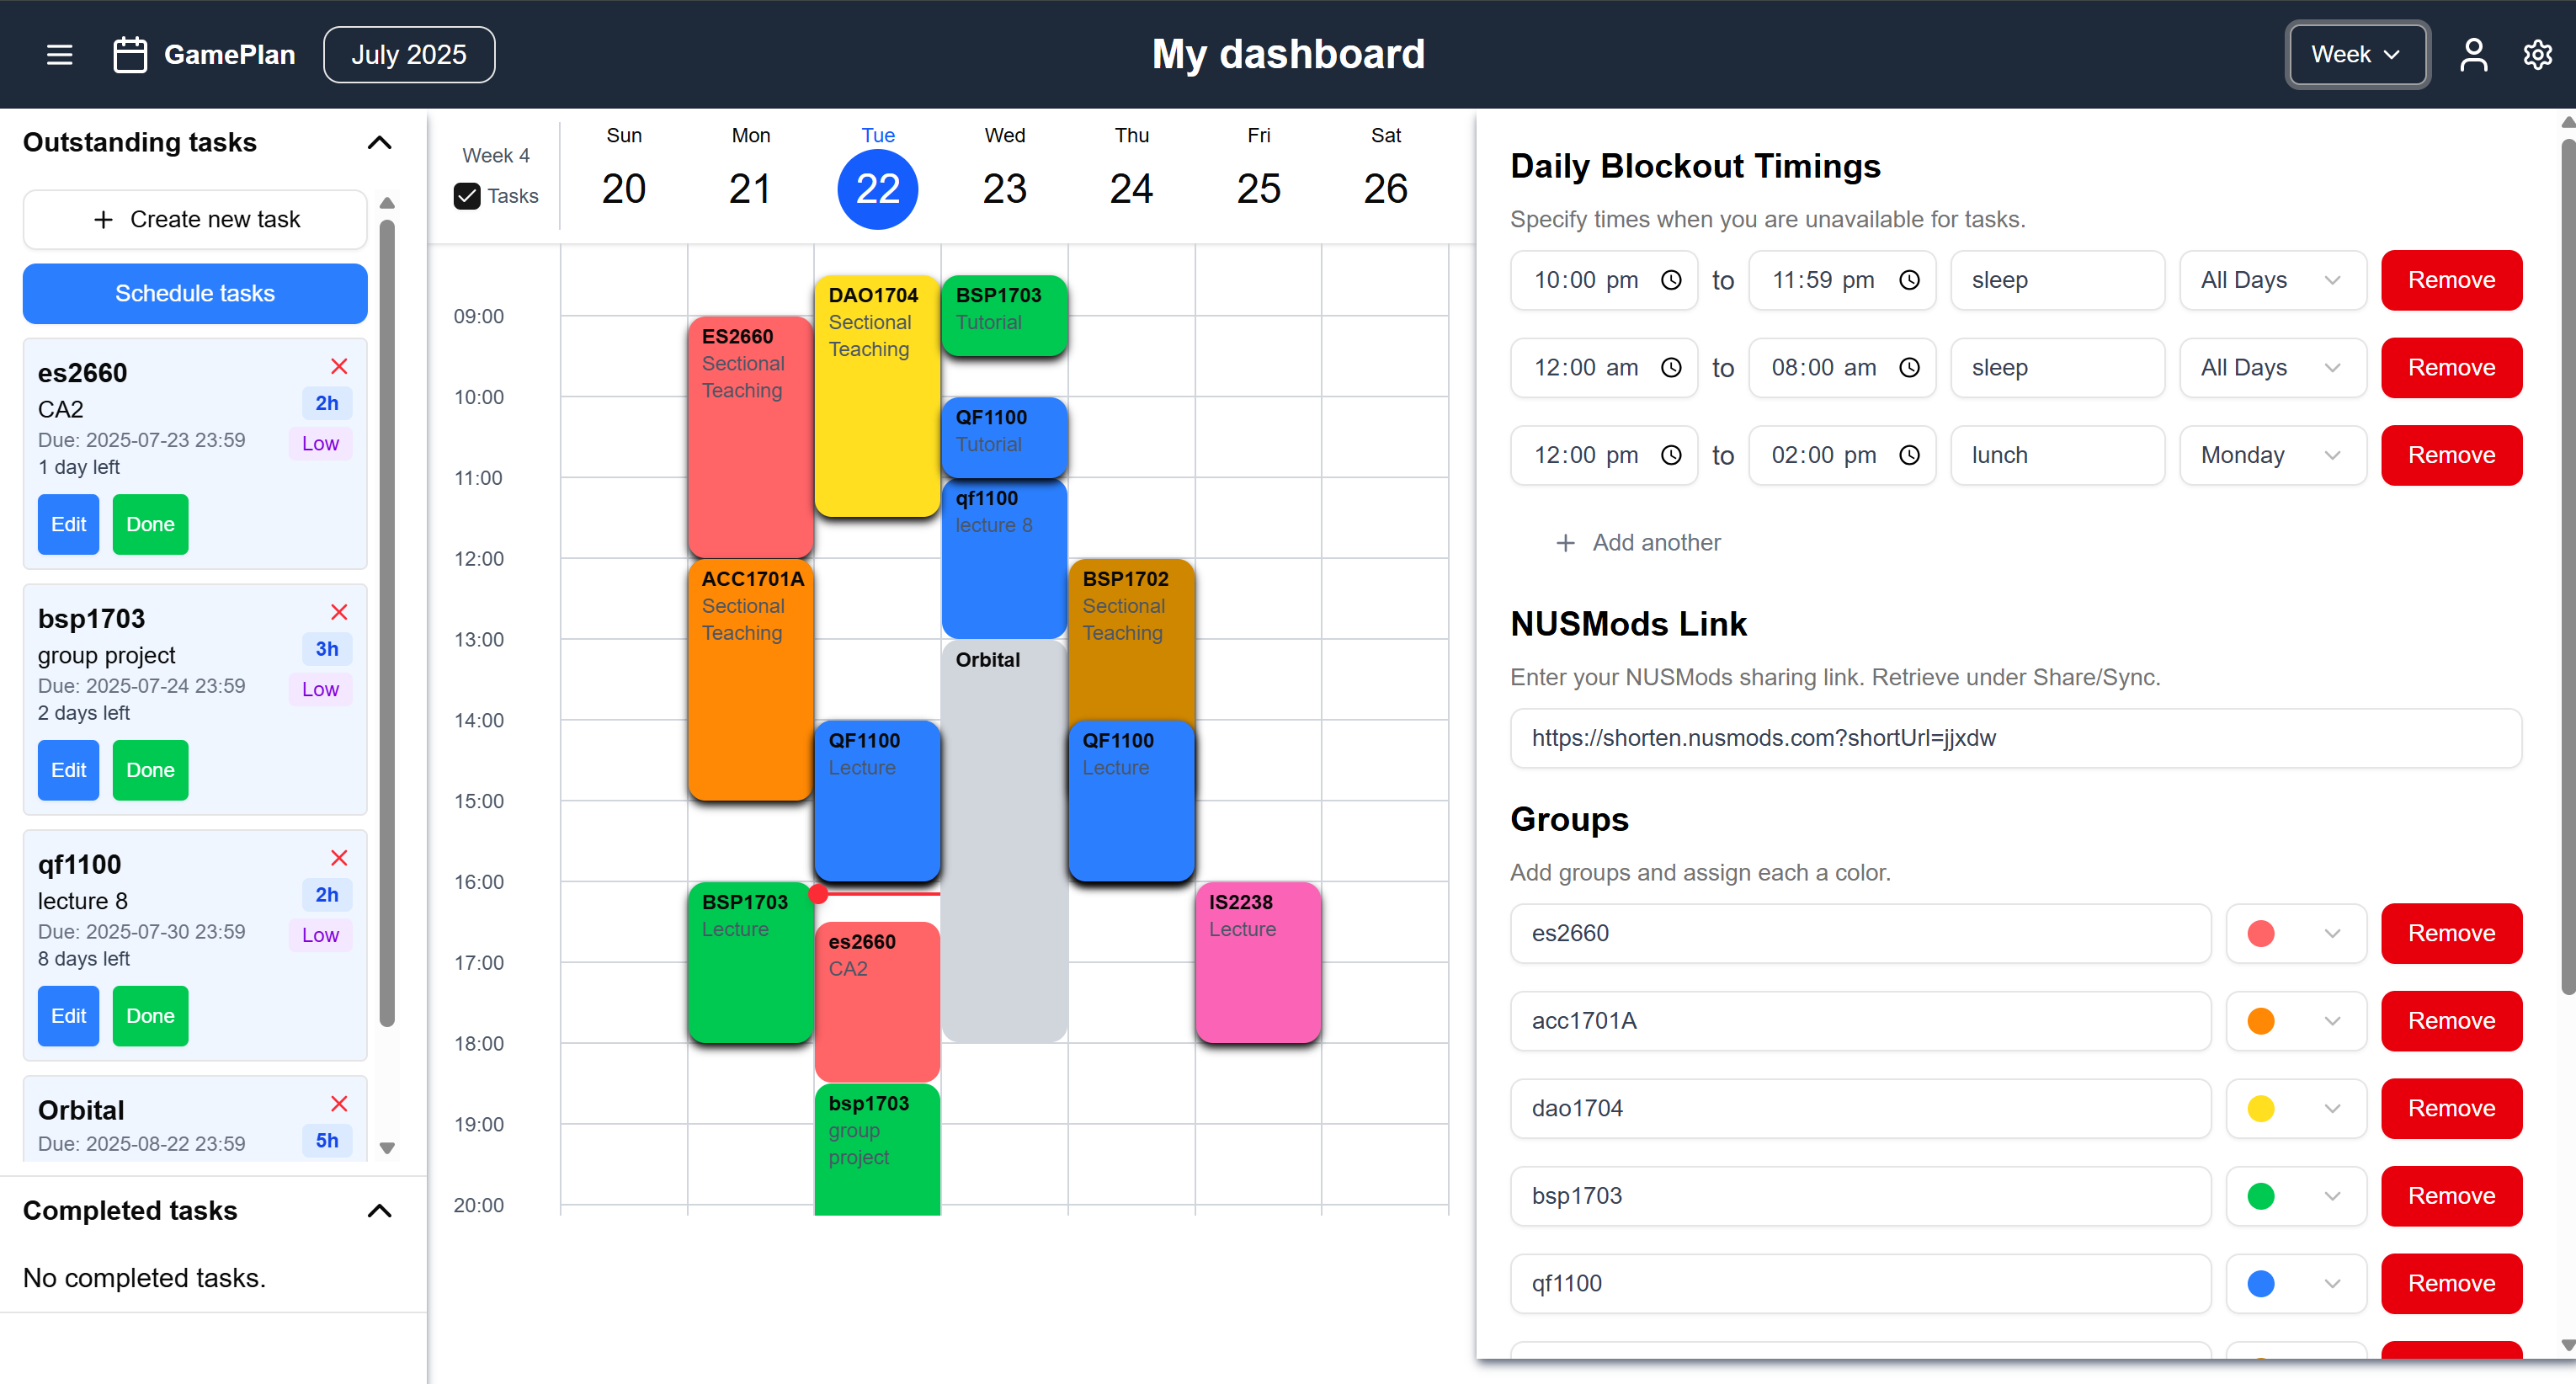 GamePlan
July 2025
My dashboard
Week
Outstanding tasks
Create new task
Schedule tasks
es2660
CA2
2h
Due: 2025-07-23 23:59
Low
1 day left
Edit
Done
bsp1703
group project
3h
Due: 2025-07-24 23:59
Low
2 days left
Edit
Done
qf1100
lecture 8
2h
Due: 2025-07-30 23:59
Low
8 days left
Edit
Done
Orbital
Due: 2025-08-22 23:59
5h
Completed tasks
No completed tasks.
Week 4
Tasks
Sun
20
Mon
21
Tue
22
Wed
23
Thu
24
Fri
25
Sat
26
09:00
10:00
11:00
12:00
13:00
14:00
15:00
16:00
17:00
18:00
19:00
20:00
ES2660
Sectional
Teaching
ACC1701A
Sectional
Teaching
BSP1703
Lecture
DAO1704
Sectional
Teaching
QF1100
Lecture
es2660
CA2
bsp1703
group
project
BSP1703
Tutorial
QF1100
Tutorial
qf1100
lecture 8
Orbital
BSP1702
Sectional
Teaching
QF1100
Lecture
IS2238
Lecture
Daily Blockout Timings
Specify times when you are unavailable for tasks.
10:00 pm to 11:59 pm sleep All Days Remove
12:00 am to 08:00 am sleep All Days Remove
12:00 pm to 02:00 pm lunch Monday Remove
Add another
NUSMods Link
Enter your NUSMods sharing link. Retrieve under Share/Sync.
https://shorten.nusmods.com?shortUrl=jjxdw
Groups
Add groups and assign each a color.
es2660 Remove
acc1701A Remove
dao1704 Remove
bsp1703 Remove
qf1100 Remove